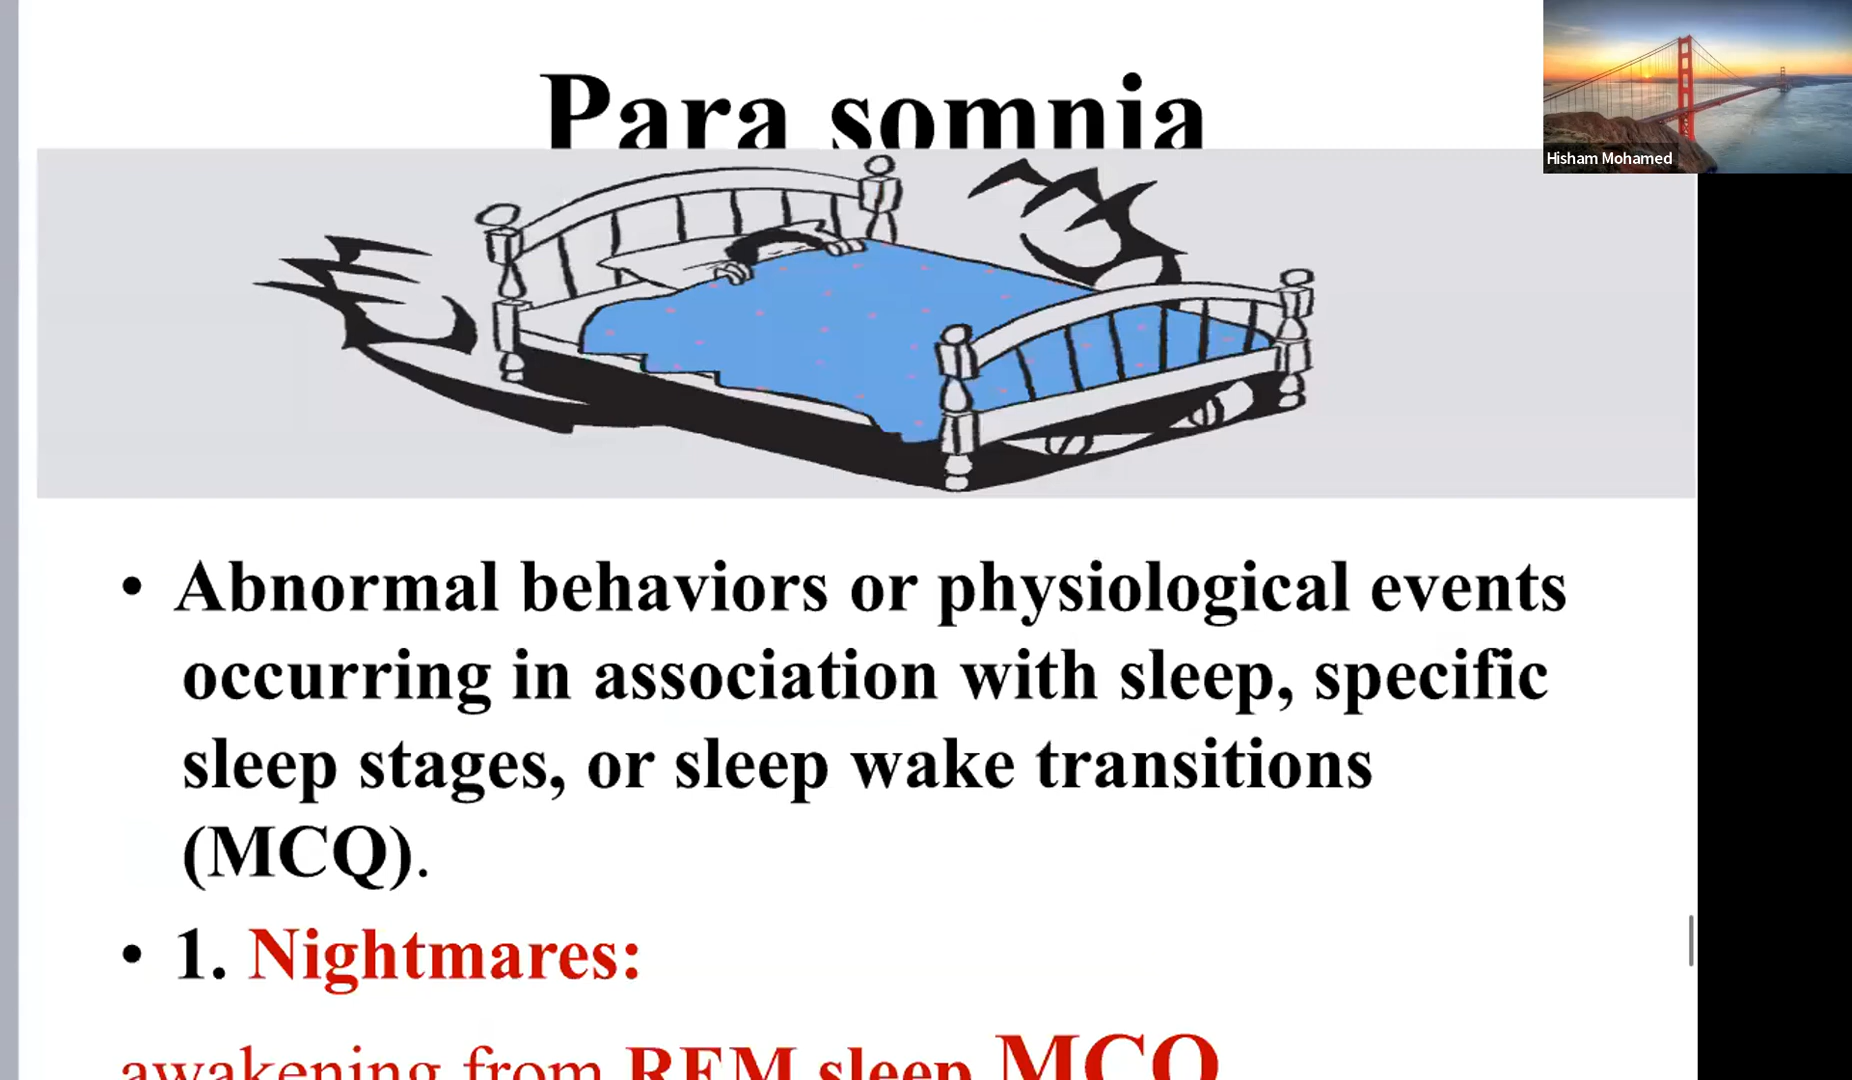 Para somnia
Hisham Mohamed
• Abnormal behaviors or physiological events
occurring in association with sleep, specific
sleep stages, or sleep wake transitions
(MCQ).
• 1. Nightmares:
awakening from REM sleep MCQ